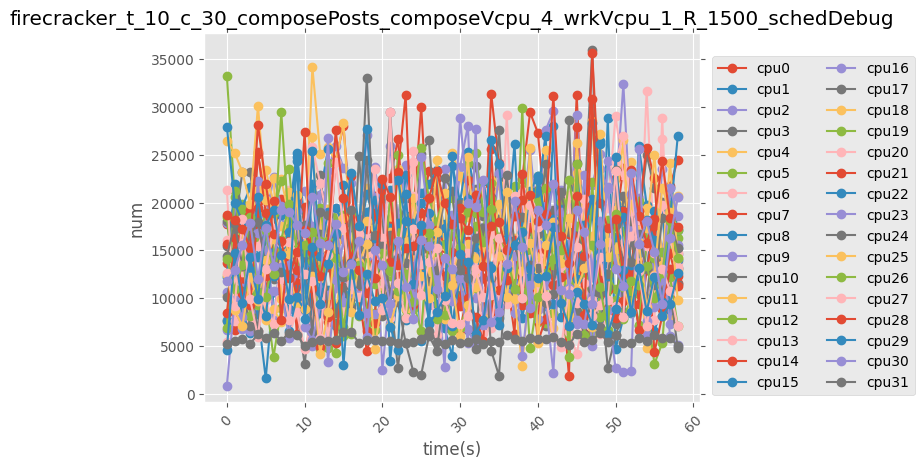 firecracker_t_10_c_30_composePosts_composeVcpu_4_wrkVcpu_1_R_1500_schedDebug
35000
30000
25000
20000
15000
10000
5000
0
num
0
10
20
30
40
50
60
time(s)
cpu0
cpu1
cpu2
cpu3
cpu4
cpu5
cpu6
cpu7
cpu8
cpu9
cpu10
cpu11
cpu12
cpu13
cpu14
cpu15
cpu16
cpu17
cpu18
cpu19
cpu20
cpu21
cpu22
cpu23
cpu24
cpu25
cpu26
cpu27
cpu28
cpu29
cpu30
cpu31